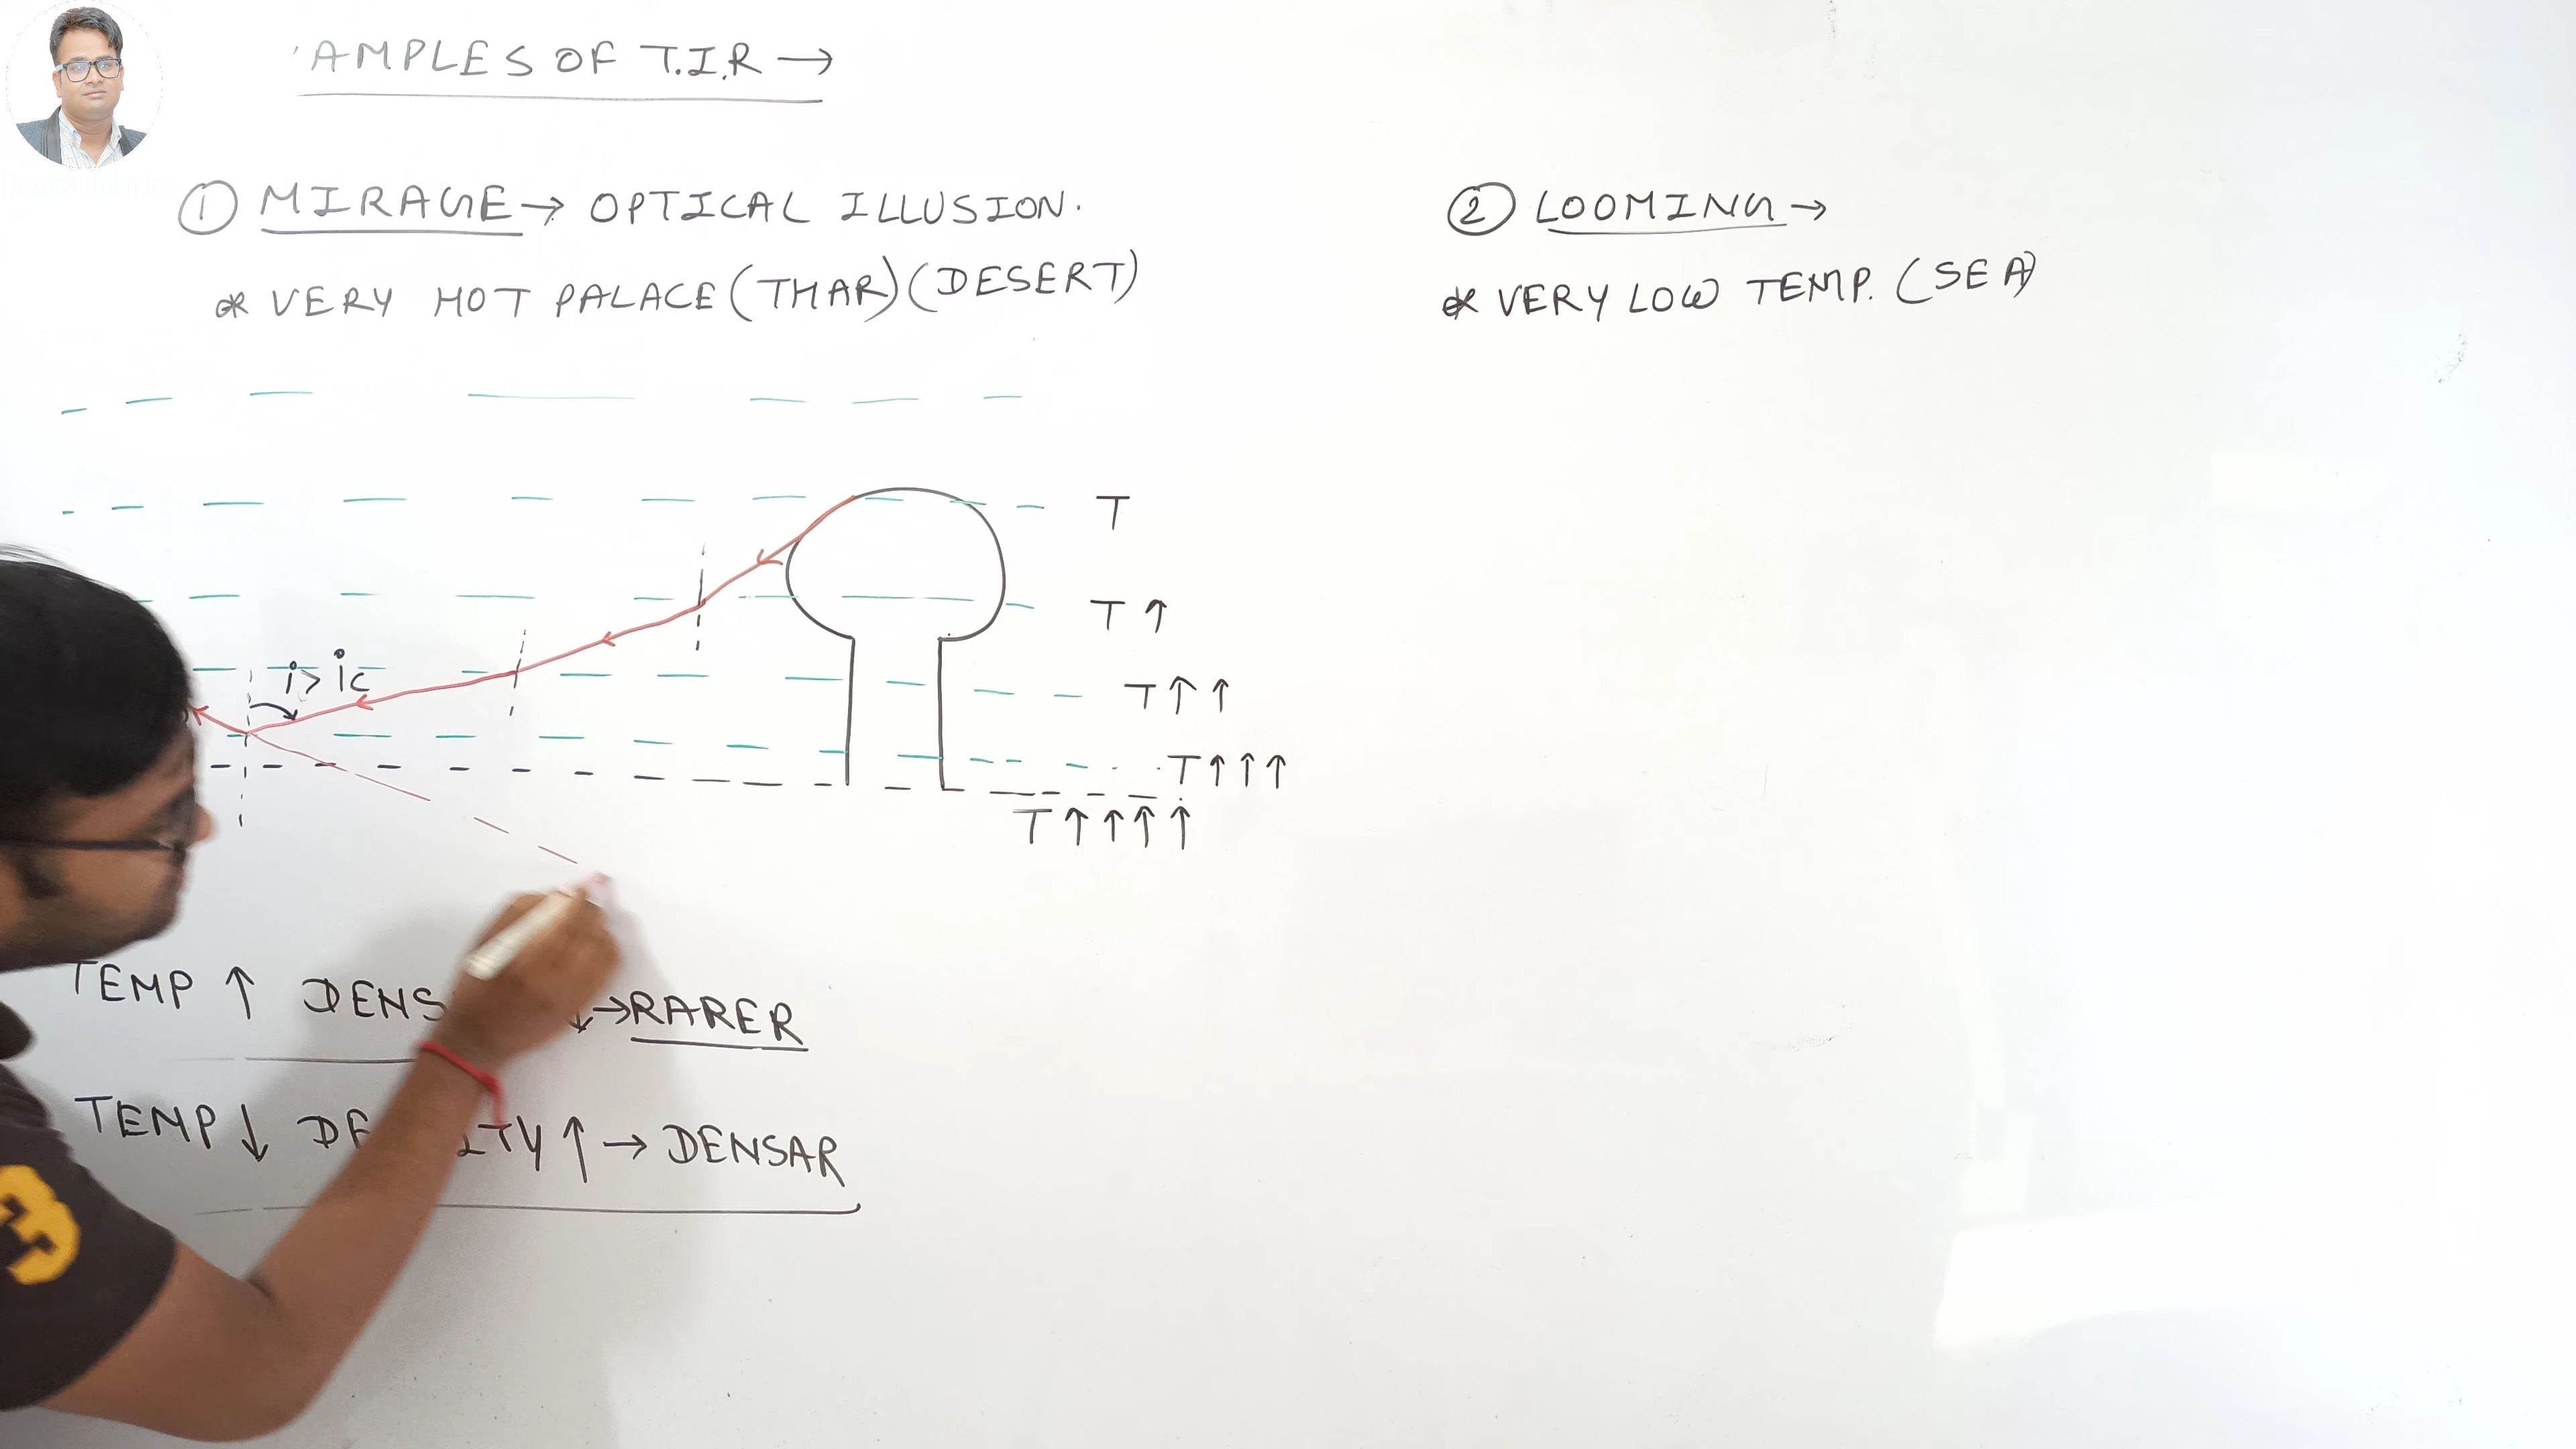 AMPLES OF T.I.R →
① MIRAGE → OPTICAL ILLUSION.
* VERY HOT PALACE (THAR) (DESERT)
② LOOMING →
* VERY LOW TEMP. (SEA)
T
T ↑
T ↑ ↑
i > ic
T ↑ ↑ ↑
T ↑ ↑ ↑ ↑
TEMP ↑ DENS ↓ → RARER
TEMP ↓ DE ITY ↑ → DENSAR